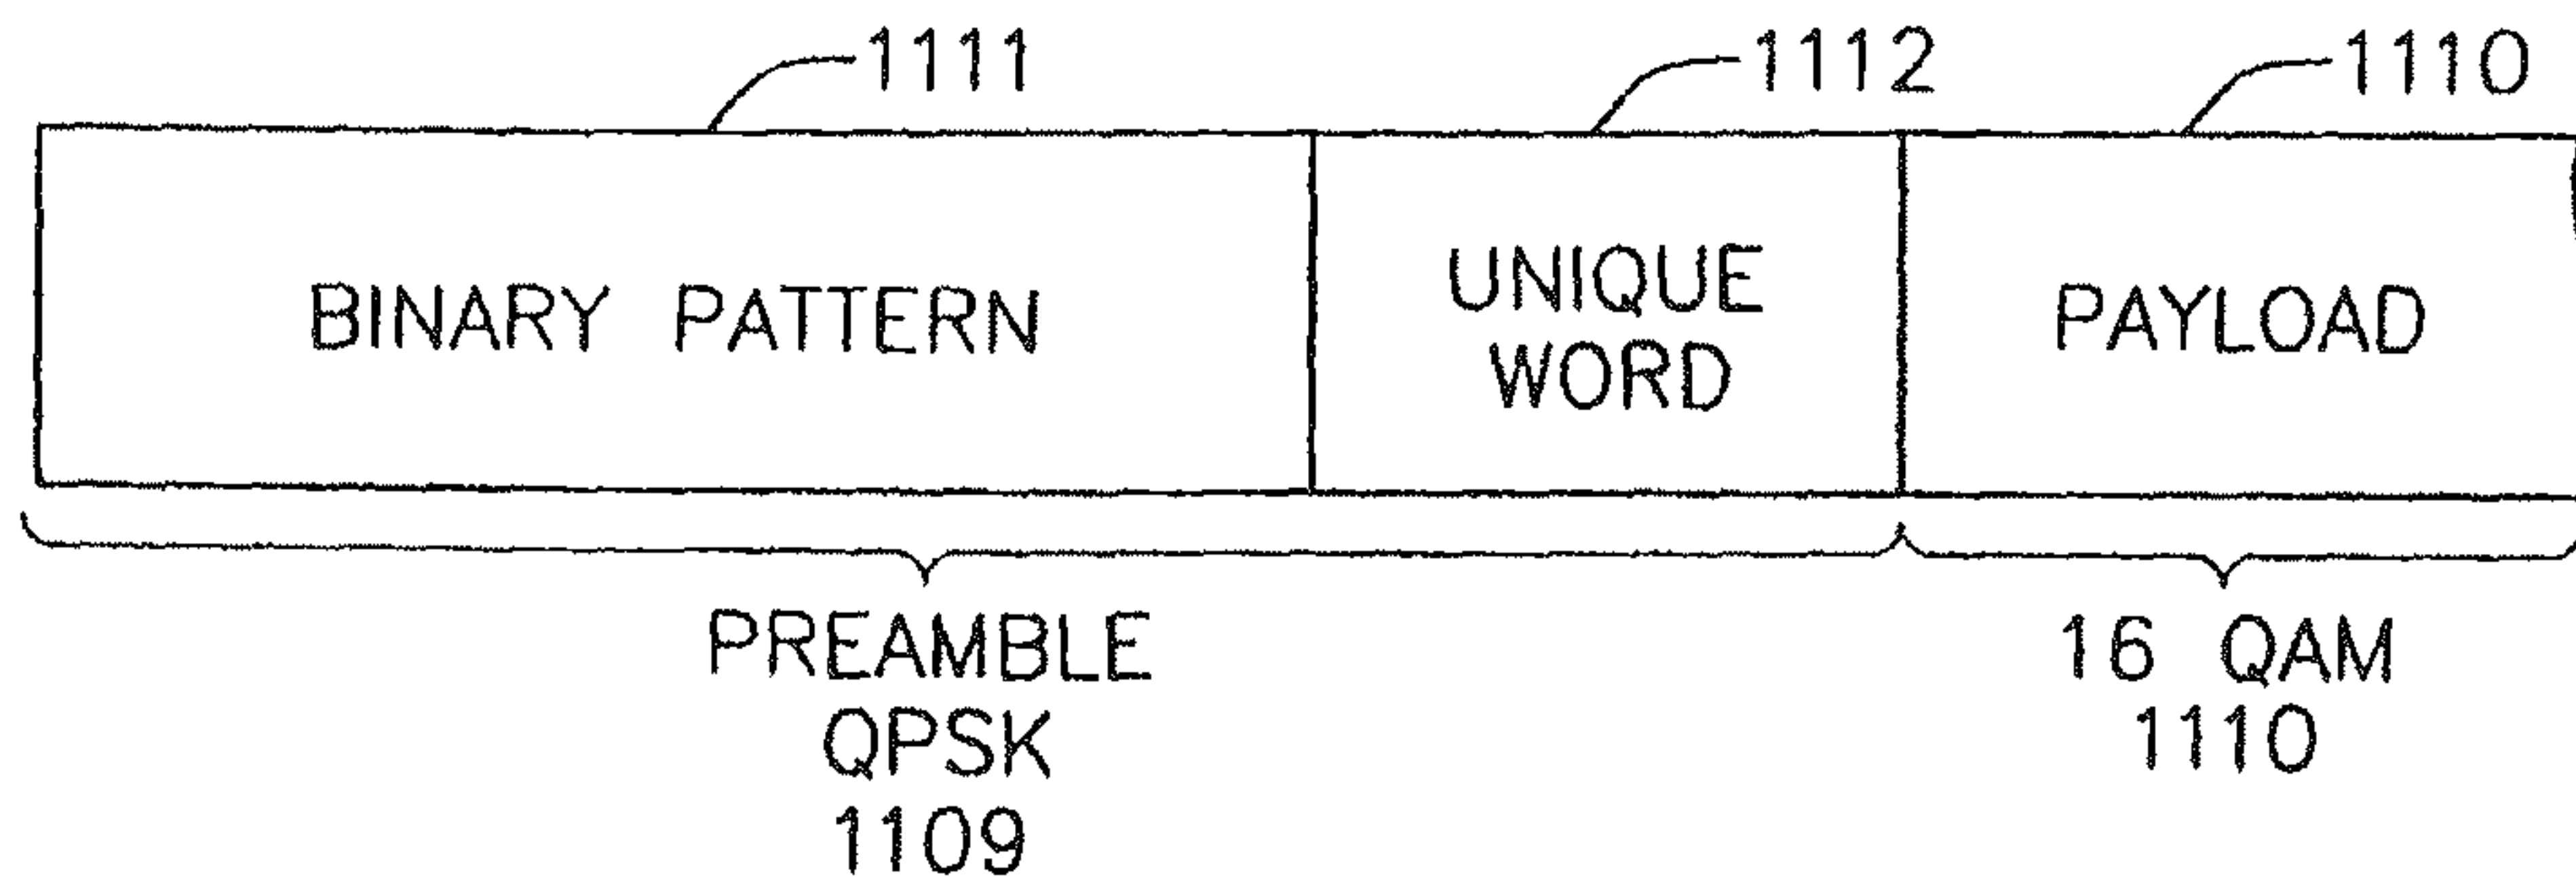 1111
1112
1110
BINARY PATTERN
UNIQUE
WORD
PAYLOAD
PREAMBLE
QPSK
1109
16 QAM
1110